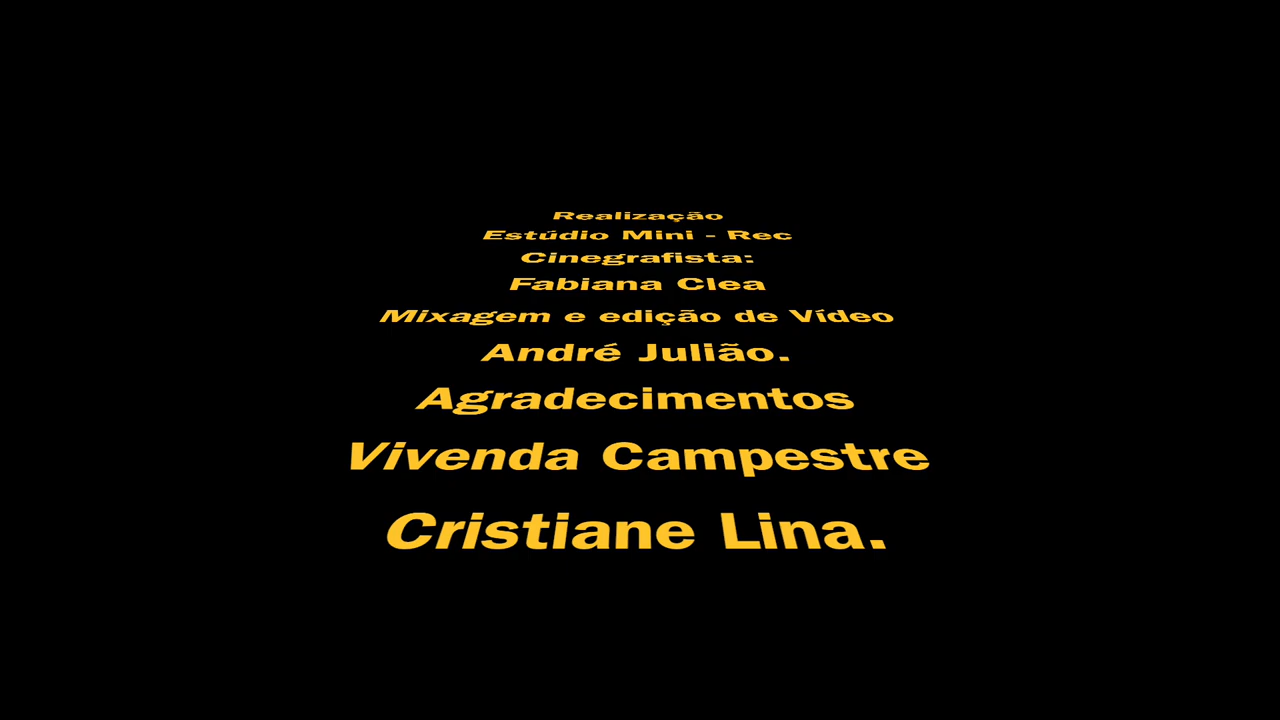 Realização
Estúdio Mini - Rec
Cinegrafista:
Fabiana Clea
Mixagem e edição de Vídeo
André Julião.
Agradecimentos
Vivenda Campestre
Cristiane Lina.